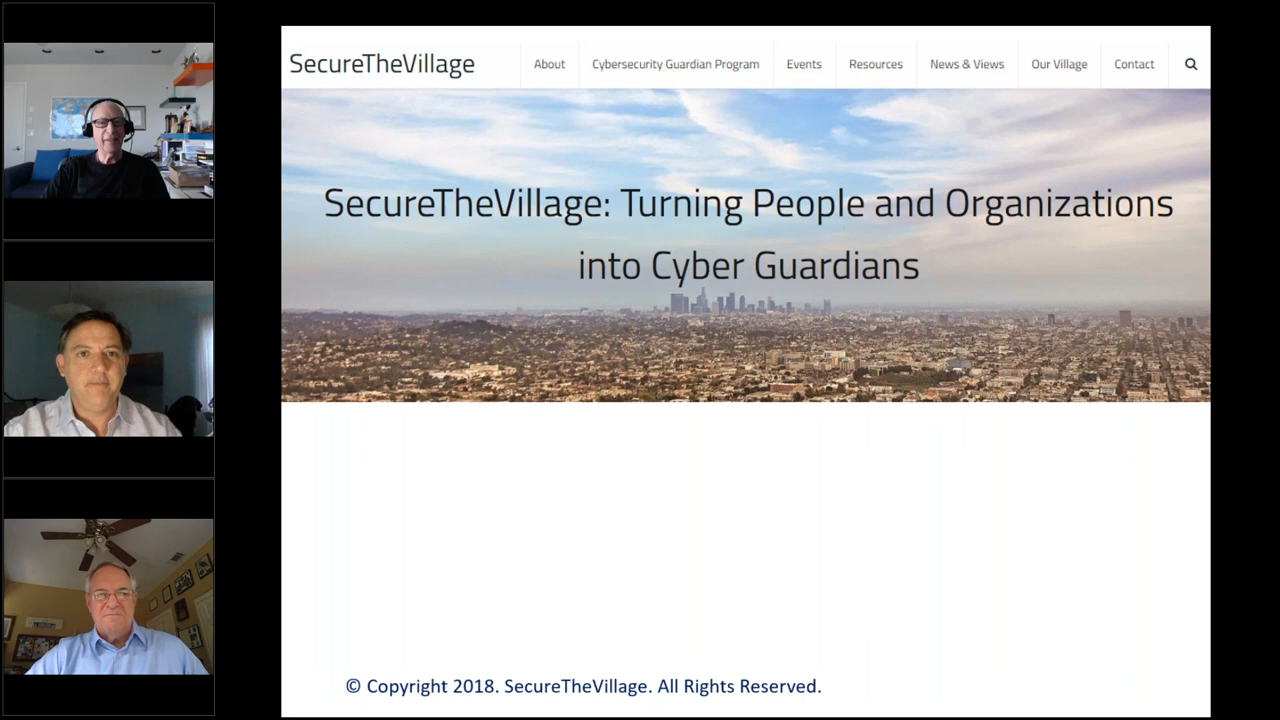 SecureTheVillage
About
Cybersecurity Guardian Program
Events
Resources
News & Views
Our Village
Contact
SecureTheVillage: Turning People and Organizations
into Cyber Guardians
© Copyright 2018. SecureTheVillage. All Rights Reserved.